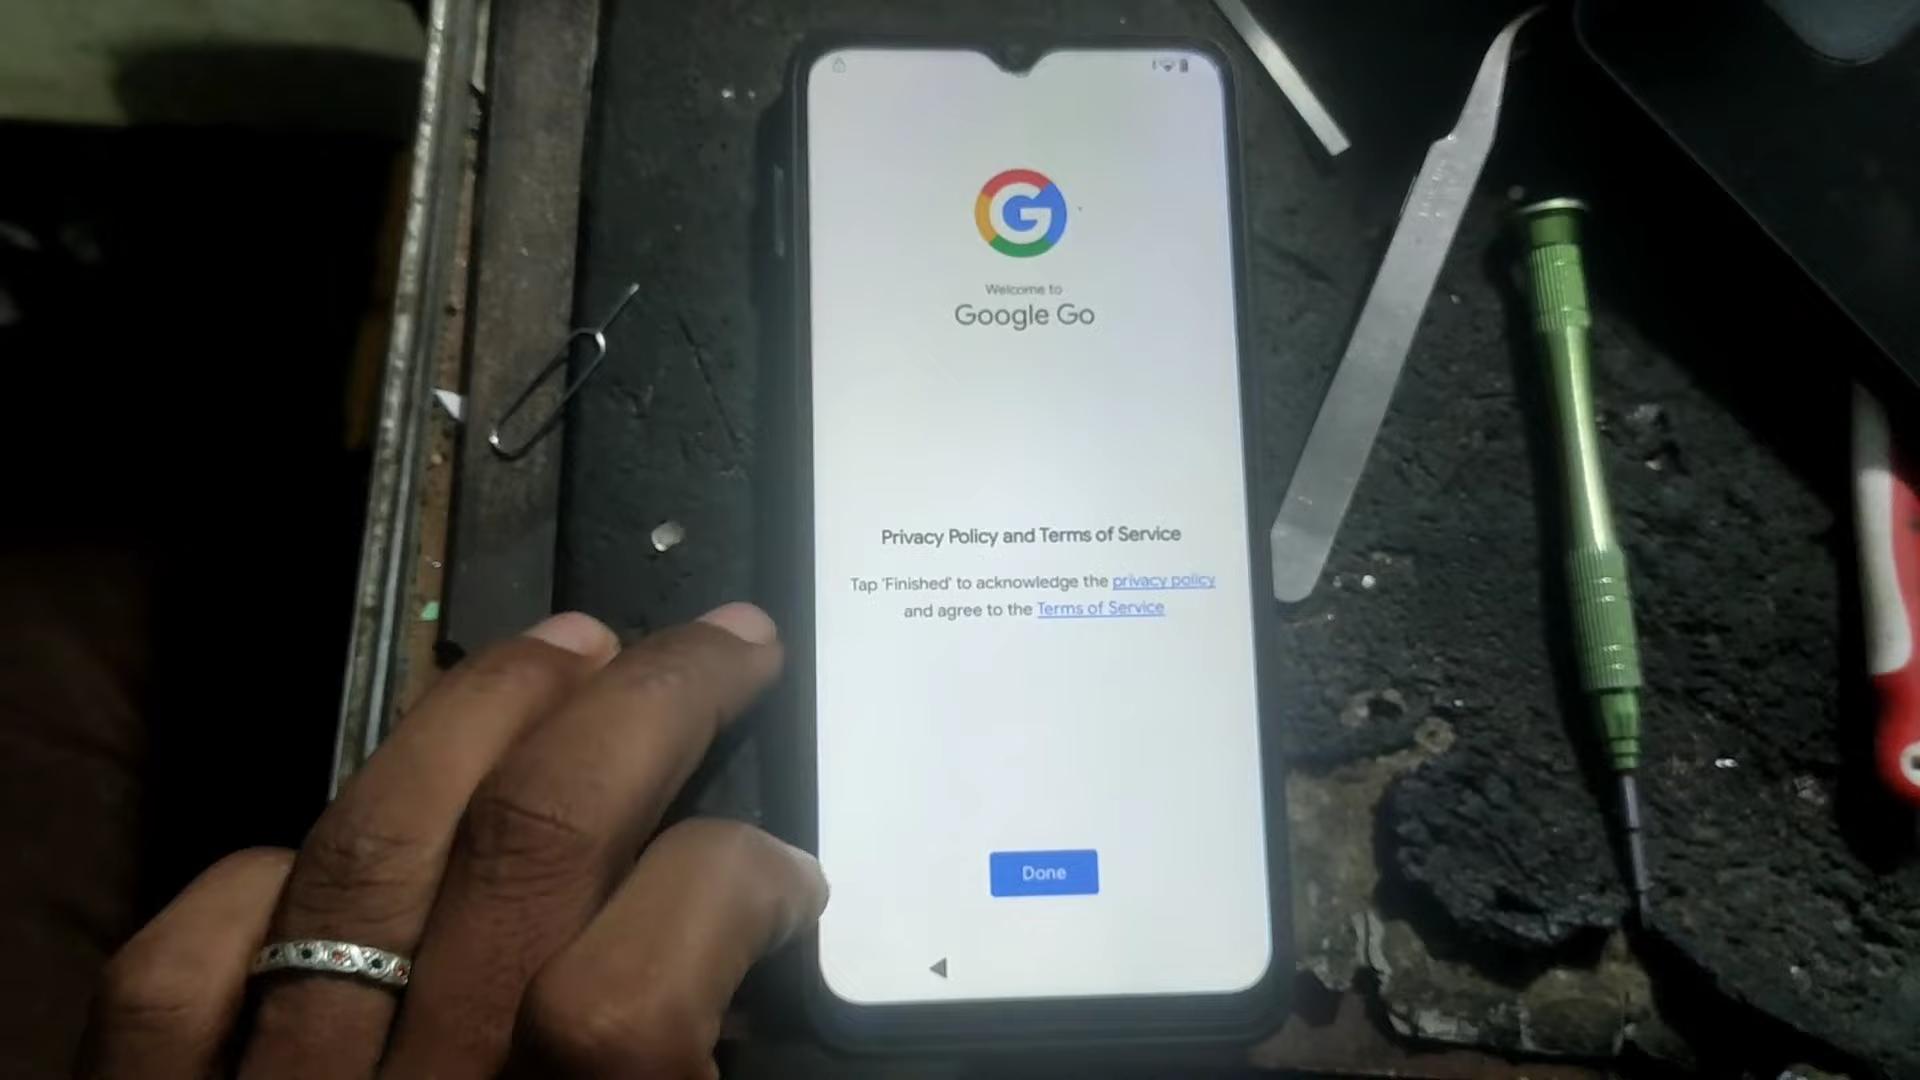 Welcome to
Google Go
Privacy Policy and Terms of Service
Tap 'Finished' to acknowledge the privacy policy
and agree to the Terms of Service
Done